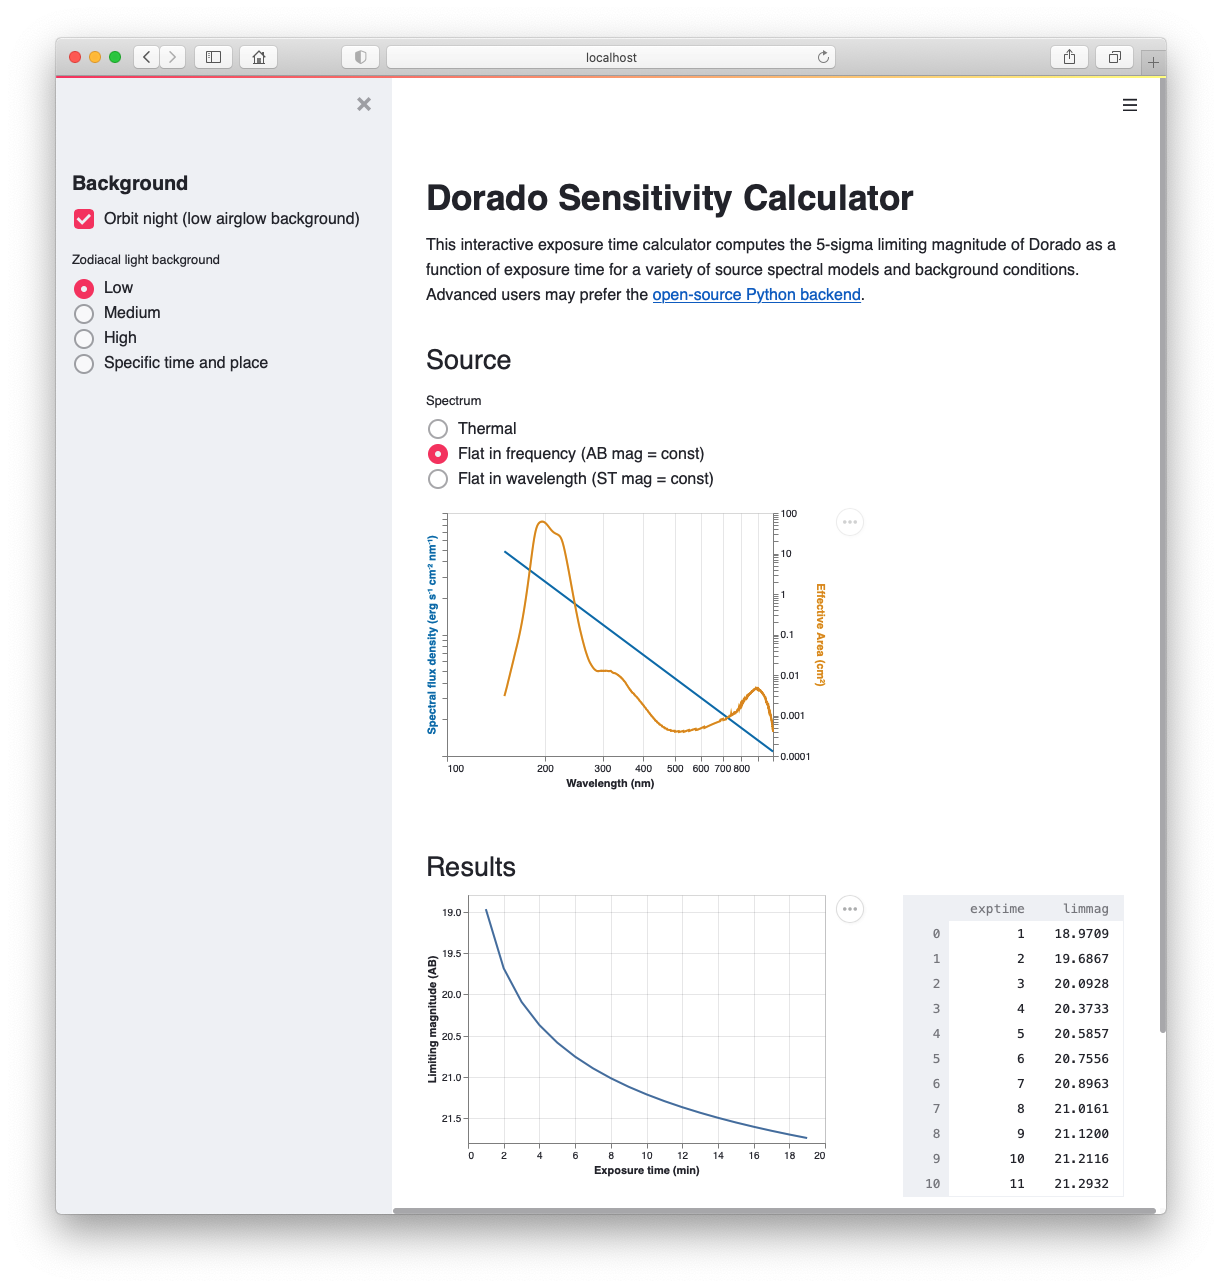 localhost
Background
Orbit night (low airglow background)
Zodiacal light background
Low
Medium
High
Specific time and place
Dorado Sensitivity Calculator
This interactive exposure time calculator computes the 5-sigma limiting magnitude of Dorado as a
function of exposure time for a variety of source spectral models and background conditions.
Advanced users may prefer the open-source Python backend.
Source
Spectrum
Thermal
Flat in frequency (AB mag = const)
Flat in wavelength (ST mag = const)
Spectral flux density (erg s⁻¹ cm⁻² nm⁻¹)
100
10
1
0.1
0.01
0.001
0.0001
Effective Area (cm²)
100 200 300 400 500 600 700 800
Wavelength (nm)
Results
Limiting magnitude (AB)
19.0
19.5
20.0
20.5
21.0
21.5
0 2 4 6 8 10 12 14 16 18 20
Exposure time (min)
exptime limmag
0 1 18.9709
1 2 19.6867
2 3 20.0928
3 4 20.3733
4 5 20.5857
5 6 20.7556
6 7 20.8963
7 8 21.0161
8 9 21.1200
9 10 21.2116
10 11 21.2932